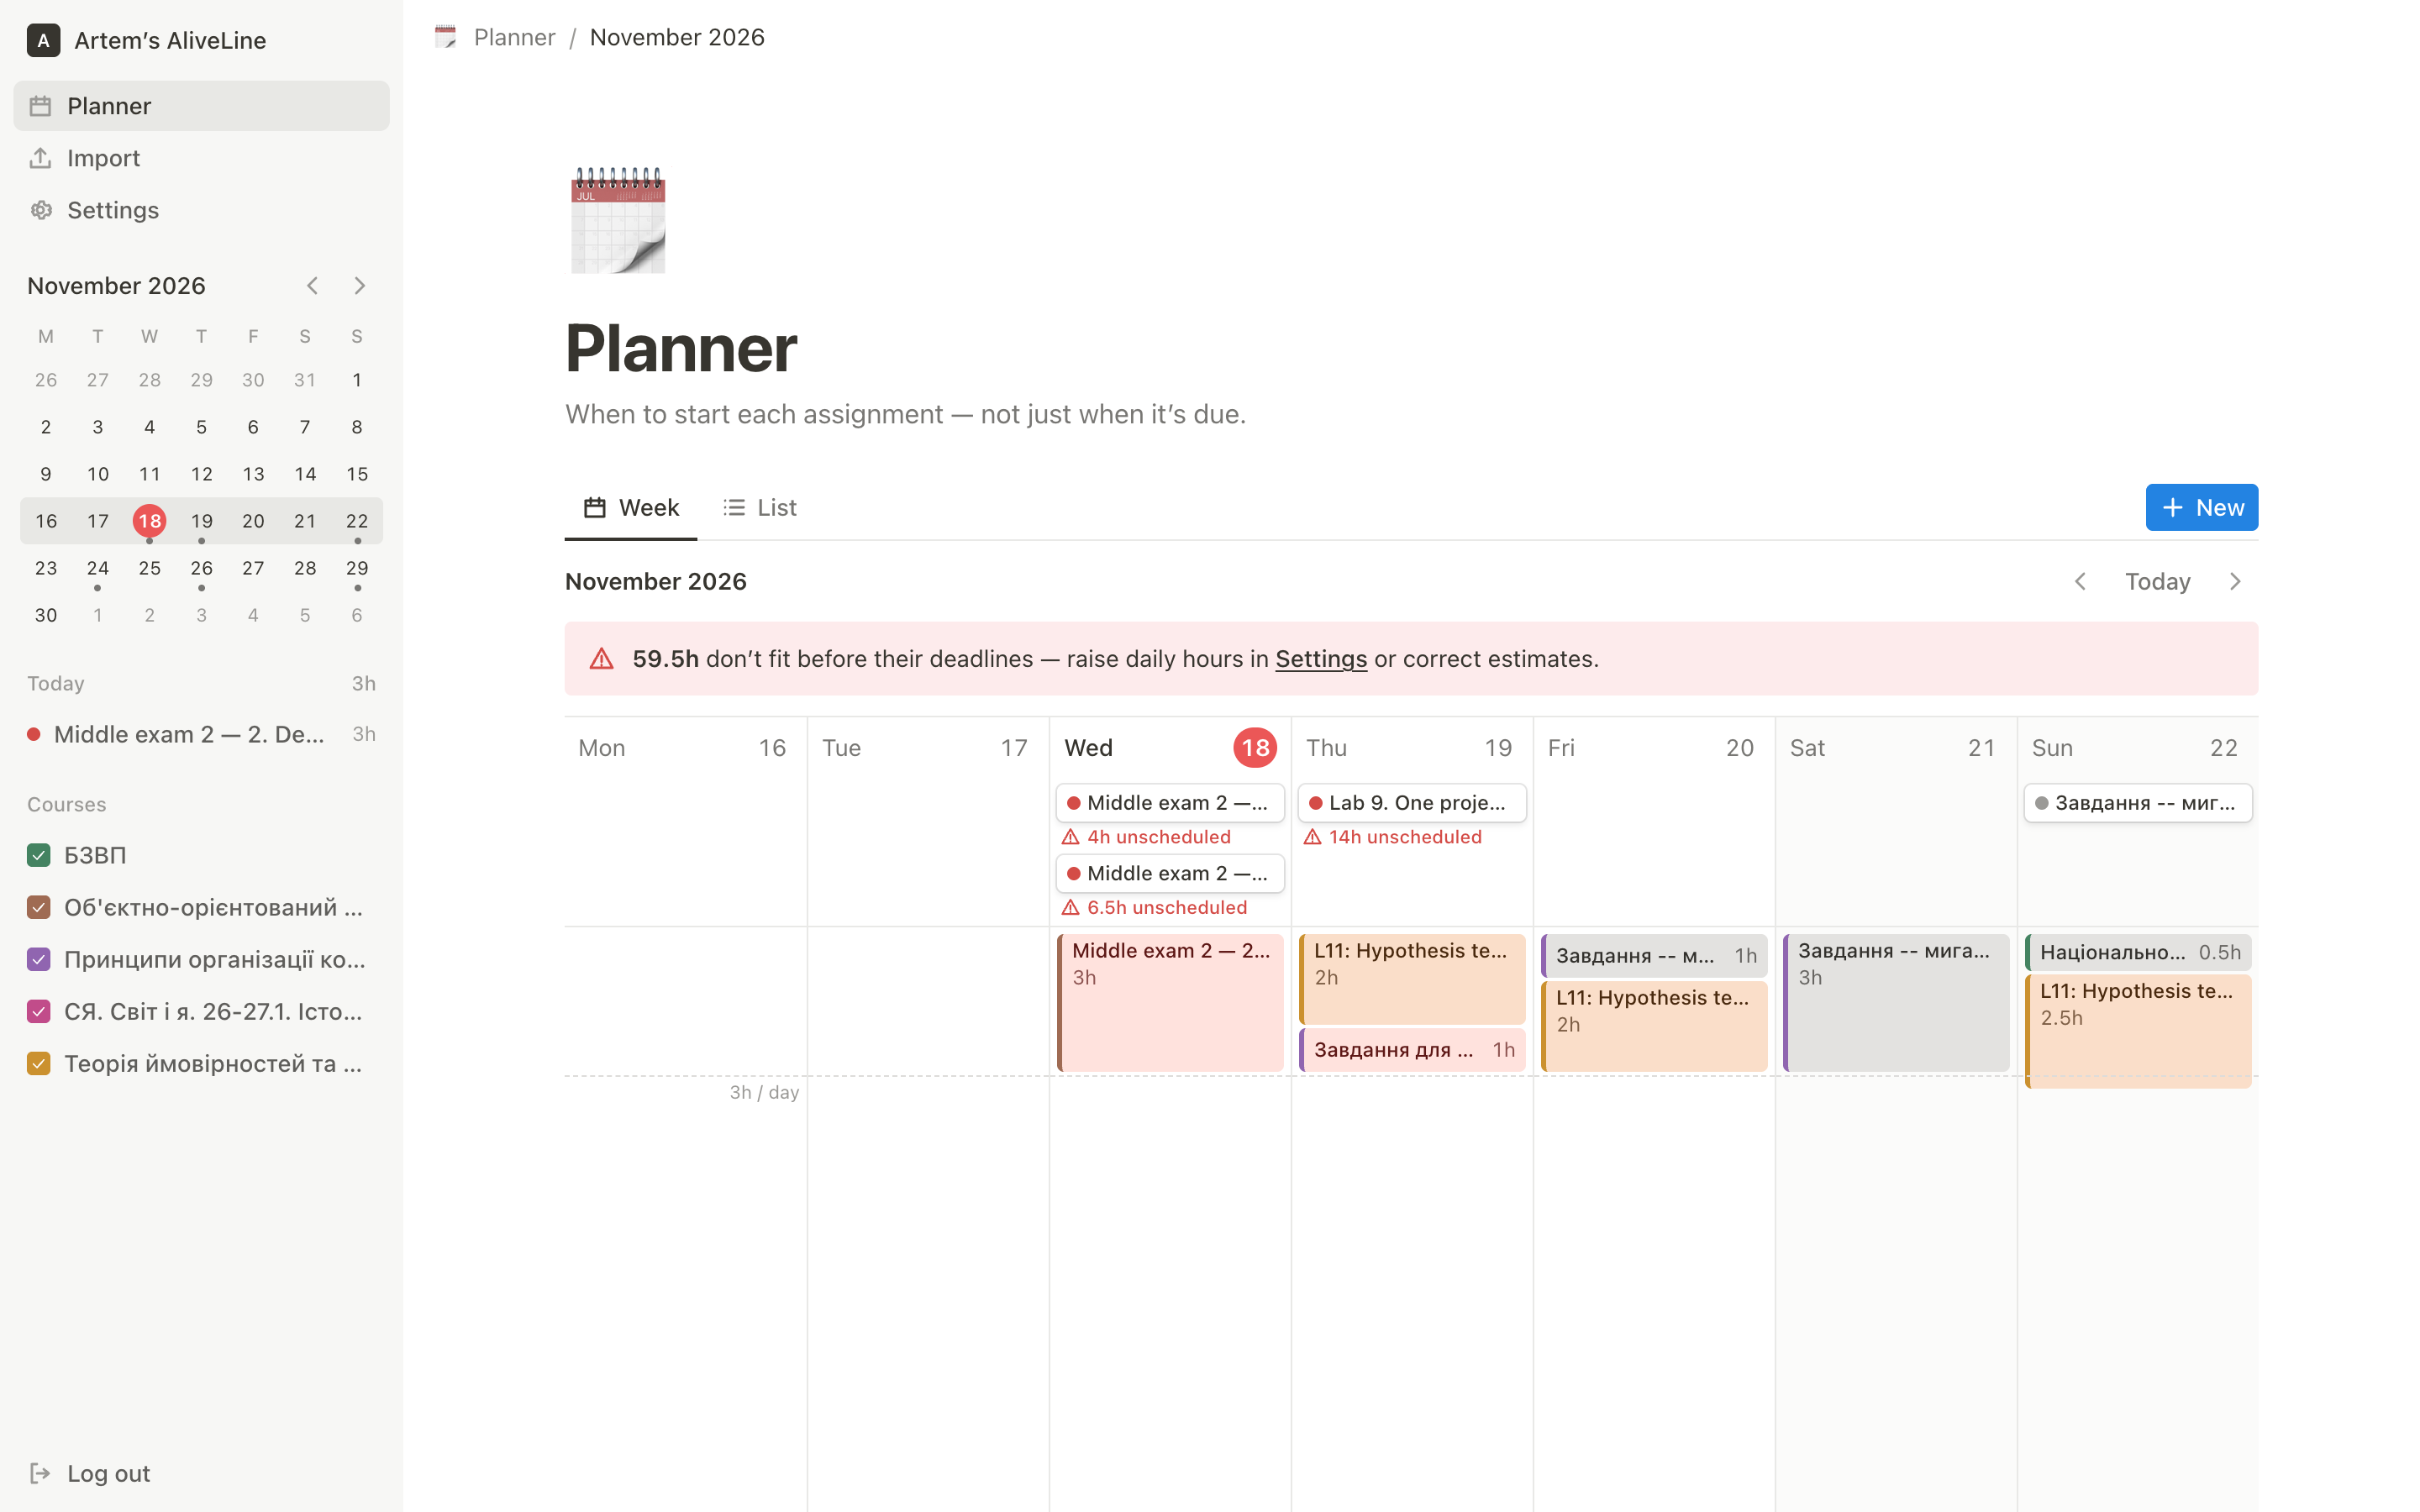 A Artem's AliveLine
Planner
Import
Settings
November 2026
M T W T F S S
26 27 28 29 30 31 1
2 3 4 5 6 7 8
9 10 11 12 13 14 15
16 17 18 19 20 21 22
23 24 25 26 27 28 29
30 1 2 3 4 5 6
Today 3h
Middle exam 2 — 2. De... 3h
Courses
БЗВП
Об'єктно-орієнтований ...
Принципи організації ко...
СЯ. Світ і я. 26-27.1. Істо...
Теорія ймовірностей та ...
Log out
Planner / November 2026
JUL
Planner
When to start each assignment — not just when it's due.
Week List
New
November 2026
Today
59.5h don't fit before their deadlines — raise daily hours in Settings or correct estimates.
Mon 16 Tue 17 Wed 18 Thu 19 Fri 20 Sat 21 Sun 22
Middle exam 2 —...
4h unscheduled
Middle exam 2 —...
6.5h unscheduled
Lab 9. One proje...
14h unscheduled
Завдання -- миг...
Middle exam 2 — 2...
3h
L11: Hypothesis te...
2h
Завдання для ... 1h
Завдання -- м... 1h
L11: Hypothesis te...
2h
Завдання -- мига...
3h
Національно... 0.5h
L11: Hypothesis te...
2.5h
3h / day